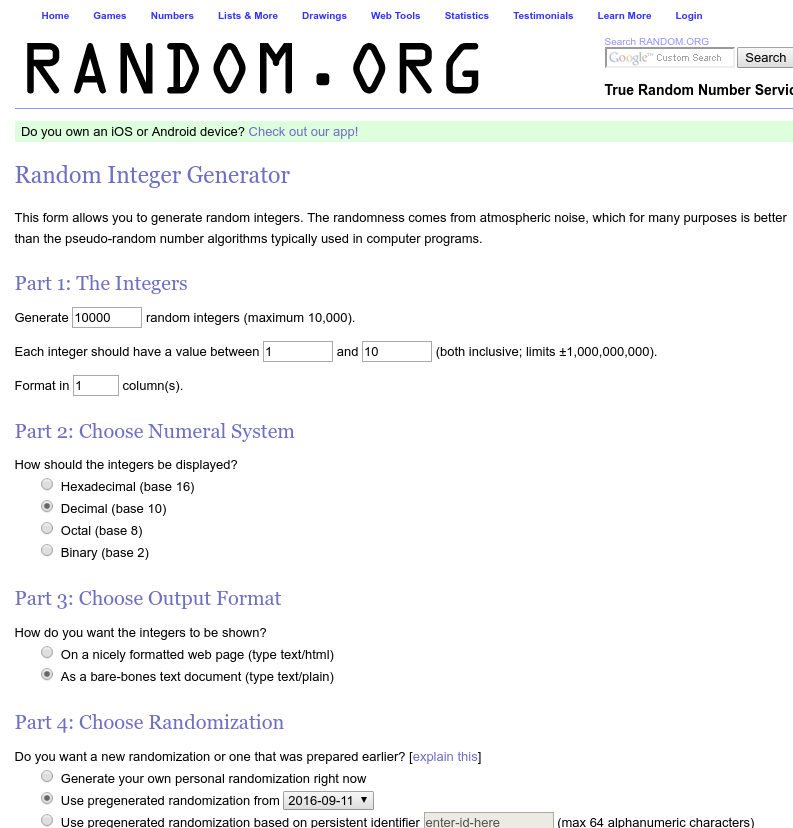 Home Games Numbers Lists & More Drawings Web Tools Statistics Testimonials Learn More Login
RANDOM.ORG
Search RANDOM.ORG
Google™ Custom Search Search
True Random Number Servic
Do you own an iOS or Android device? Check out our app!
Random Integer Generator
This form allows you to generate random integers. The randomness comes from atmospheric noise, which for many purposes is better
than the pseudo-random number algorithms typically used in computer programs.
Part 1: The Integers
Generate 10000 random integers (maximum 10,000).
Each integer should have a value between 1 and 10 (both inclusive; limits ±1,000,000,000).
Format in 1 column(s).
Part 2: Choose Numeral System
How should the integers be displayed?
Hexadecimal (base 16)
Decimal (base 10)
Octal (base 8)
Binary (base 2)
Part 3: Choose Output Format
How do you want the integers to be shown?
On a nicely formatted web page (type text/html)
As a bare-bones text document (type text/plain)
Part 4: Choose Randomization
Do you want a new randomization or one that was prepared earlier? [explain this]
Generate your own personal randomization right now
Use pregenerated randomization from 2016-09-11
Use pregenerated randomization based on persistent identifier enter-id-here (max 64 alphanumeric characters)